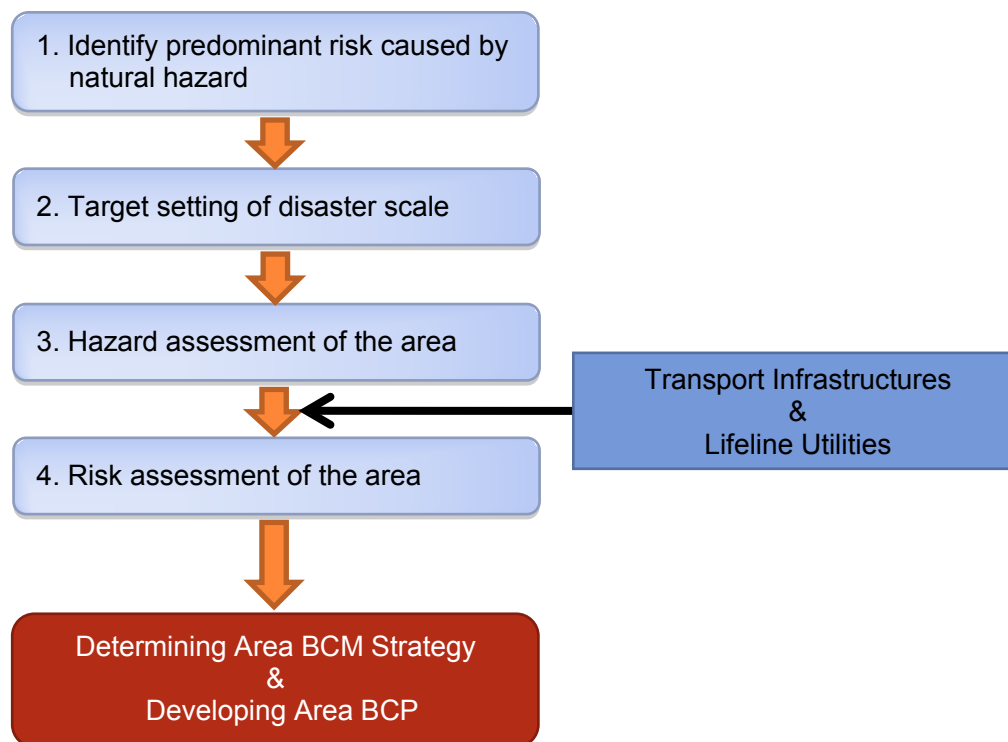 1. Identify predominant risk caused by
natural hazard
2. Target setting of disaster scale
3. Hazard assessment of the area
Transport Infrastructures
&
Lifeline Utilities
4. Risk assessment of the area
Determining Area BCM Strategy
&
Developing Area BCP